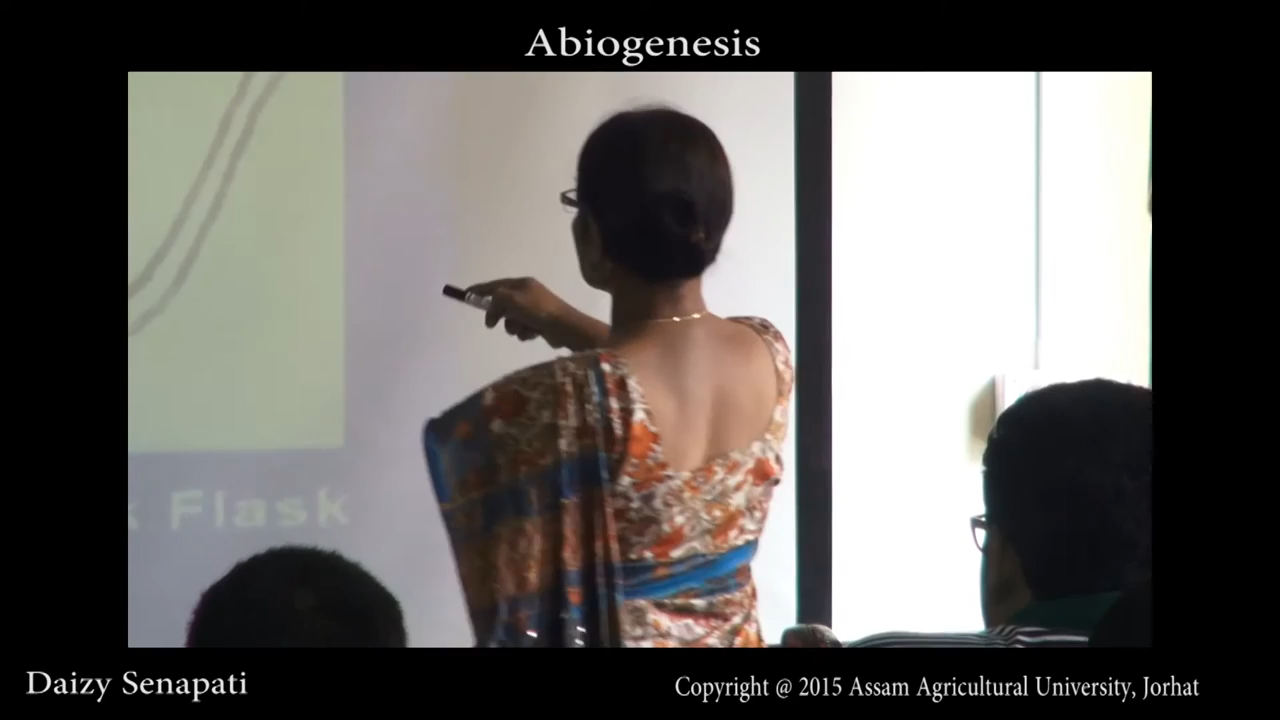 Abiogenesis
Flask
Daizy Senapati
Copyright @ 2015 Assam Agricultural University, Jorhat